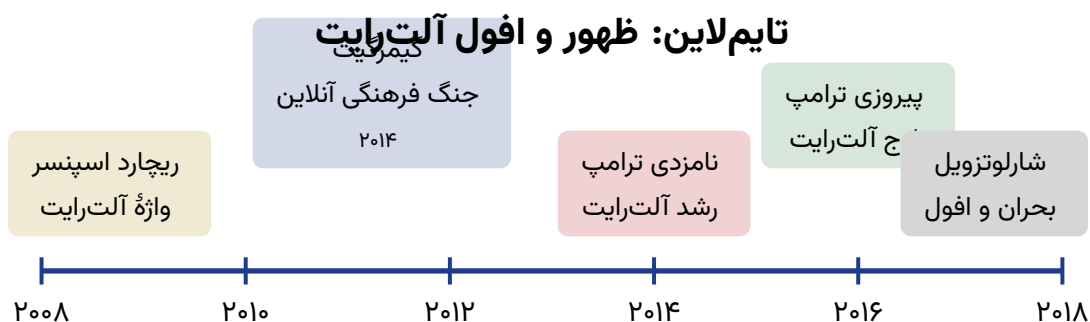 تایم‌لاین: ظهور و افول آلت‌رایت
گیمرگیت
جنگ فرهنگی آنلاین
۲۰۱۴
پیروزی ترامپ
آلت‌رایت
ریچارد اسپنسر
واژهٔ آلت‌رایت
نامزدی ترامپ
رشد آلت‌رایت
شارلوتزویل
بحران و افول
۲۰۰۸
۲۰۱۰
۲۰۱۲
۲۰۱۴
۲۰۱۶
۲۰۱۸